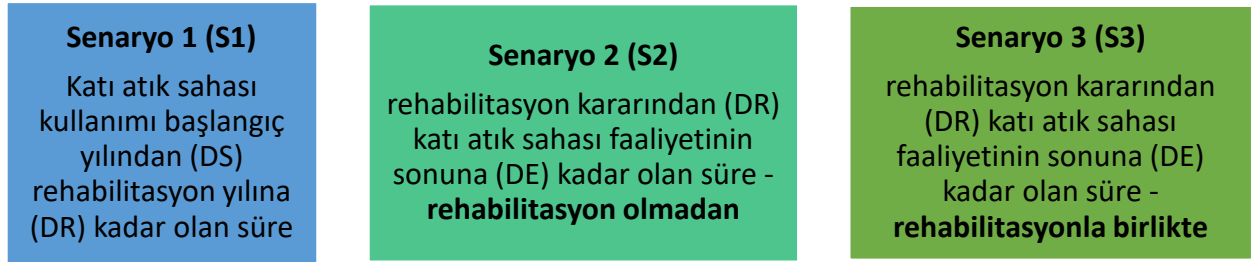 Senaryo 1 (S1)
Katı atık sahası
kullanımı başlangıç
yılından (DS)
rehabilitasyon yılına
(DR) kadar olan süre
Senaryo 2 (S2)
rehabilitasyon kararından (DR)
katı atık sahası faaliyetinin
sonuna (DE) kadar olan süre -
rehabilitasyon olmadan
Senaryo 3 (S3)
rehabilitasyon kararından
(DR) katı atık sahası
faaliyetinin sonuna (DE)
kadar olan süre -
rehabilitasyonla birlikte